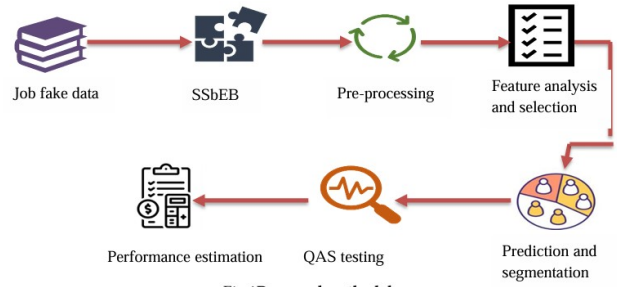 Job fake data
SSbEB
Pre-processing
Feature analysis
and selection
Performance estimation
QAS testing
Prediction and
segmentation